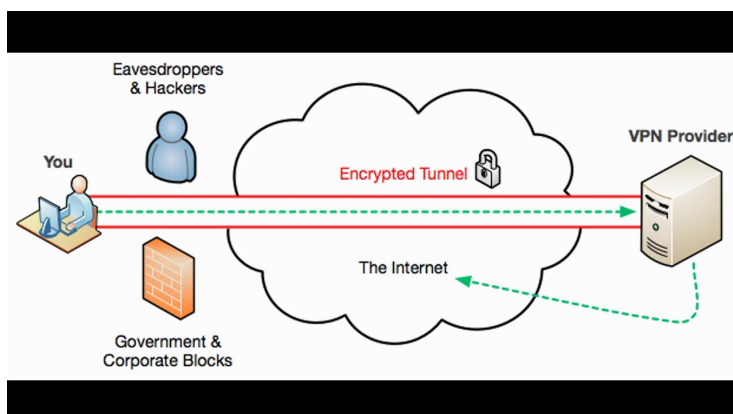 Eavesdroppers
& Hackers
You
VPN Provider
Encrypted Tunnel
The Internet
Government &
Corporate Blocks